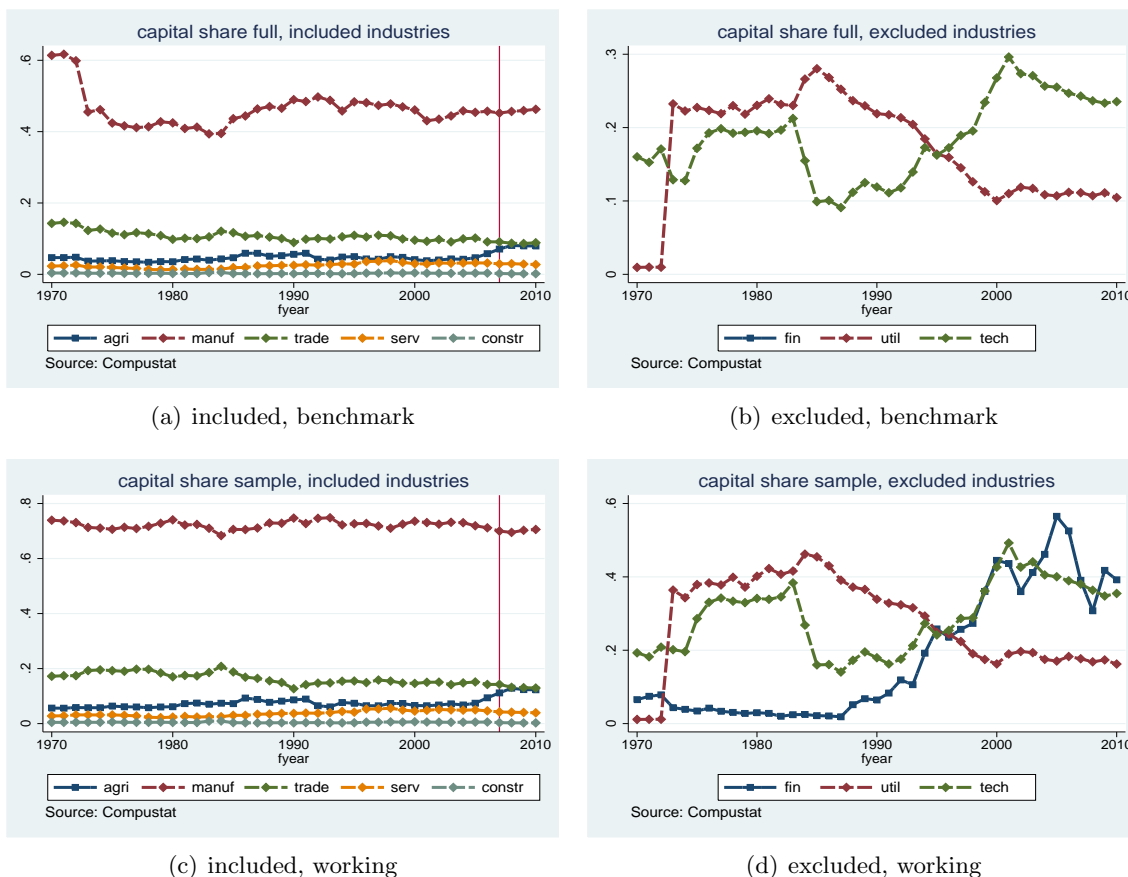 capital share full, included industries
.6
.4
.2
0
1970 1980 1990 2000 2010
fyear
agri manuf trade serv constr
Source: Compustat
(a) included, benchmark
capital share full, excluded industries
.3
.2
.1
0
1970 1980 1990 2000 2010
fyear
fin util tech
Source: Compustat
(b) excluded, benchmark
capital share sample, included industries
.8
.6
.4
.2
0
1970 1980 1990 2000 2010
fyear
agri manuf trade serv constr
Source: Compustat
(c) included, working
capital share sample, excluded industries
.6
.4
.2
0
1970 1980 1990 2000 2010
fyear
fin util tech
Source: Compustat
(d) excluded, working